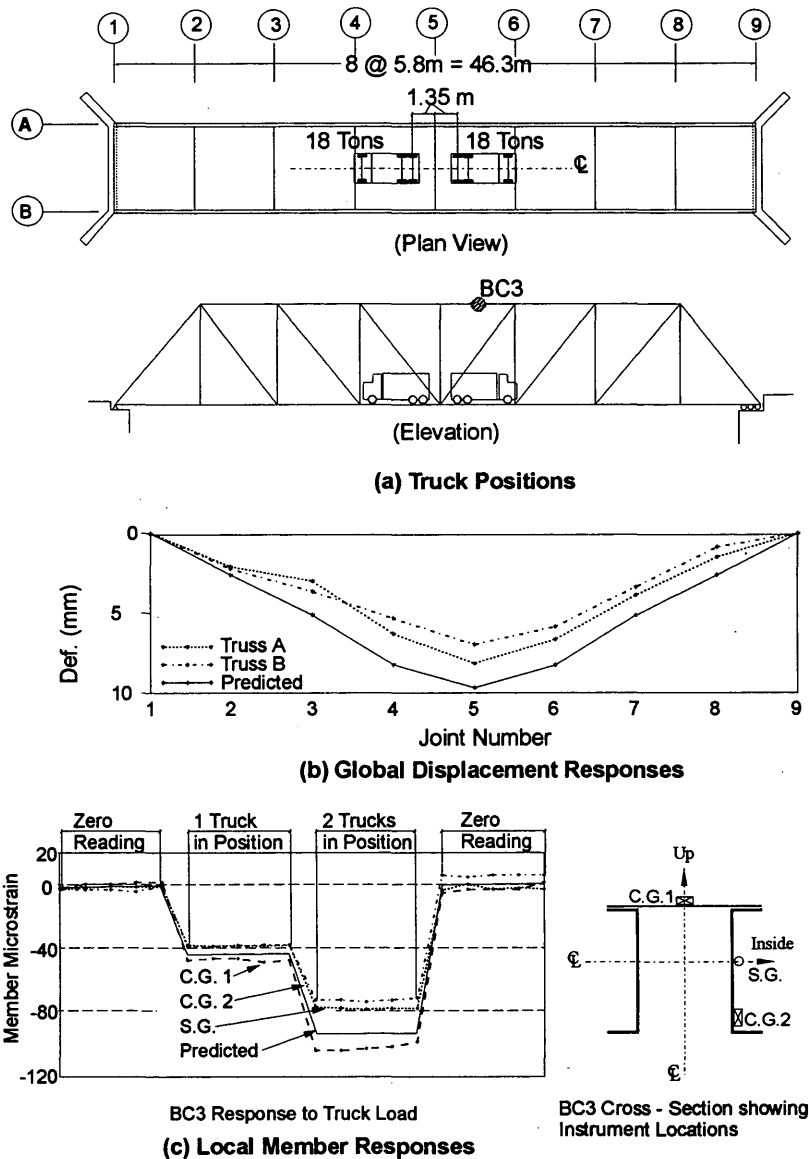 1 2 3 4 5 6 7 8 9
8 @ 5.8m = 46.3m
1.35 m
A
18 Tons 18 Tons
℄
B
(Plan View)
BC3
(Elevation)
(a) Truck Positions
0
5
10
Def. (mm)
Truss A
Truss B
Predicted
1 2 3 4 5 6 7 8 9
Joint Number
(b) Global Displacement Responses
Zero Reading
1 Truck in Position
2 Trucks in Position
Zero Reading
20
0
-40
-80
-120
Member Microstrain
C.G. 1
C.G. 2
S.G.
Predicted
BC3 Response to Truck Load
Up
C.G.1
Inside
℄
S.G.
C.G.2
℄
BC3 Cross - Section showing
Instrument Locations
(c) Local Member Responses